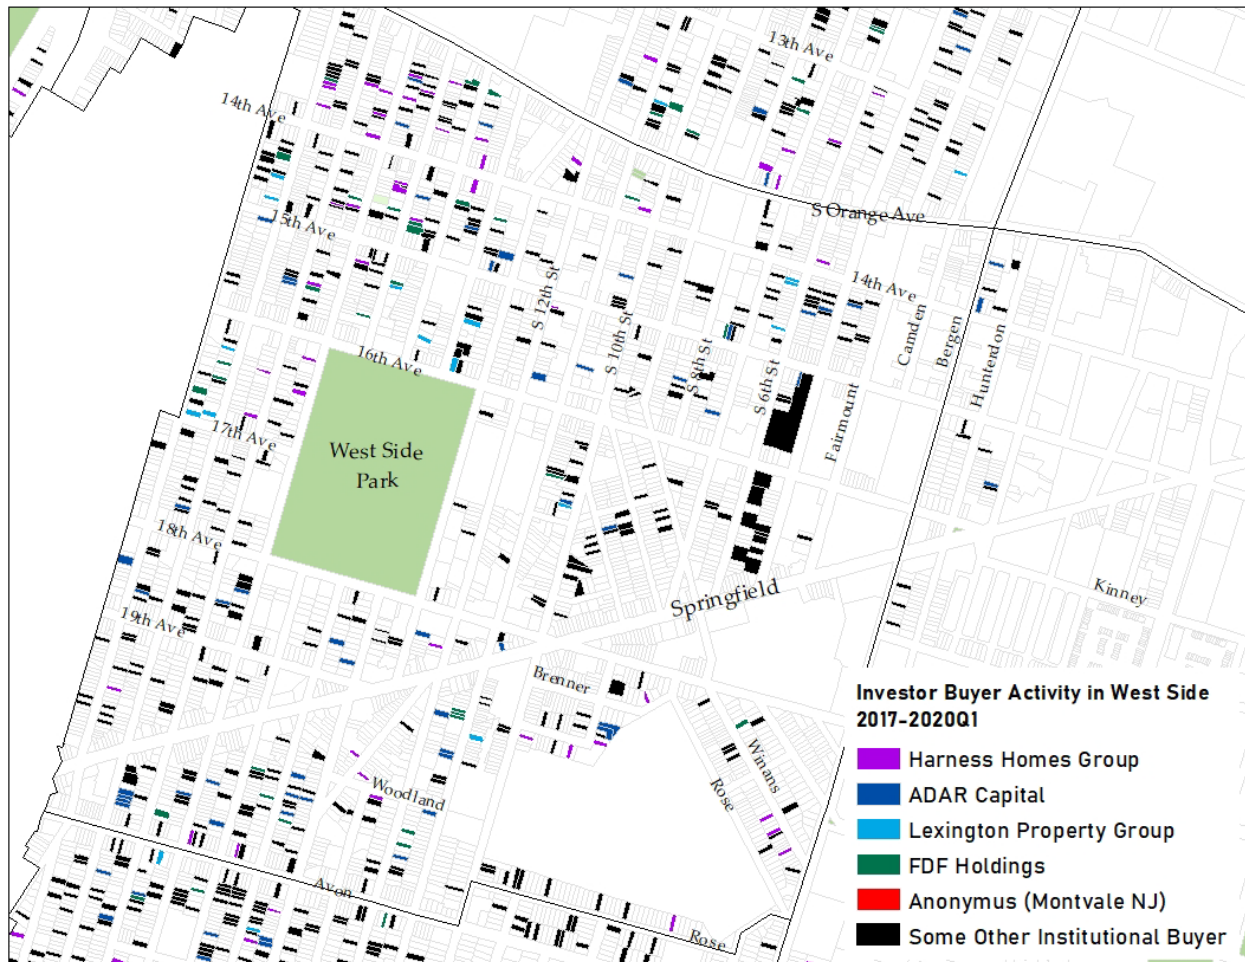 13th Ave
14th Ave
S Orange Ave
15th Ave
14th Ave
S 12th St
Camden
Bergen
S 10th St
Hunterdon
16th Ave
S 8th St
S 6th St
Fairmount
17th Ave
West Side
Park
18th Ave
Springfield
Kinney
19th Ave
Brenner
Investor Buyer Activity in West Side
2017-2020Q1
Winans
Harness Homes Group
Woodland
Rose
ADAR Capital
Lexington Property Group
FDF Holdings
Avon
Anonymus (Montvale NJ)
Rose
Some Other Institutional Buyer